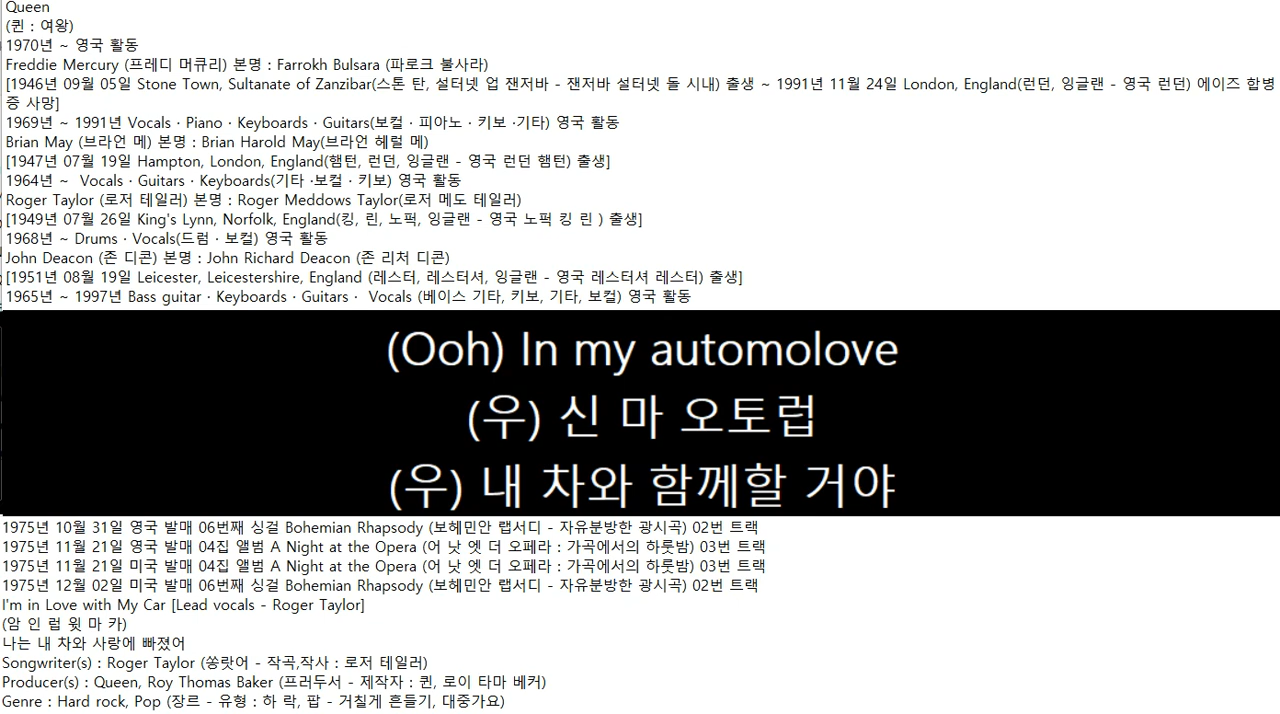 Queen
(퀸 : 여왕)
1970년 ~ 영국 활동
Freddie Mercury (프레디 머큐리) 본명 : Farrokh Bulsara (파로크 불사라)
[1946년 09월 05일 Stone Town, Sultanate of Zanzibar(스톤 탄, 설터넷 업 잰저바 - 잰저바 설터넷 돌 시내) 출생 ~ 1991년 11월 24일 London, England(런던, 잉글랜 - 영국 런던) 에이즈 합병
증 사망]
1969년 ~ 1991년 Vocals · Piano · Keyboards · Guitars(보컬 · 피아노 · 키보 ·기타) 영국 활동
Brian May (브라언 메) 본명 : Brian Harold May(브라언 헤럴 메)
[1947년 07월 19일 Hampton, London, England(햄턴, 런던, 잉글랜 - 영국 런던 햄턴) 출생]
1964년 ~  Vocals · Guitars · Keyboards(기타 ·보컬 · 키보) 영국 활동
Roger Taylor (로저 테일러) 본명 : Roger Meddows Taylor(로저 메도 테일러)
[1949년 07월 26일 King's Lynn, Norfolk, England(킹, 린, 노퍽, 잉글랜 - 영국 노퍽 킹 린 ) 출생]
1968년 ~ Drums · Vocals(드럼 · 보컬) 영국 활동
John Deacon (존 디콘) 본명 : John Richard Deacon (존 리처 디콘)
[1951년 08월 19일 Leicester, Leicestershire, England (레스터, 레스터셔, 잉글랜 - 영국 레스터셔 레스터) 출생]
1965년 ~ 1997년 Bass guitar · Keyboards · Guitars ·  Vocals (베이스 기타, 키보, 기타, 보컬) 영국 활동
(Ooh) In my automolove
(우) 신 마 오토럽
(우) 내 차와 함께할 거야
1975년 10월 31일 영국 발매 06번째 싱걸 Bohemian Rhapsody (보헤민안 랩서디 - 자유분방한 광시곡) 02번 트랙
1975년 11월 21일 영국 발매 04집 앨범 A Night at the Opera (어 낫 엣 더 오페라 : 가곡에서의 하룻밤) 03번 트랙
1975년 11월 21일 미국 발매 04집 앨범 A Night at the Opera (어 낫 엣 더 오페라 : 가곡에서의 하룻밤) 03번 트랙
1975년 12월 02일 미국 발매 06번째 싱걸 Bohemian Rhapsody (보헤민안 랩서디 - 자유분방한 광시곡) 02번 트랙
I'm in Love with My Car [Lead vocals - Roger Taylor]
(암 인 럽 윗 마 카)
나는 내 차와 사랑에 빠졌어
Songwriter(s) : Roger Taylor (쏭랏어 - 작곡,작사 : 로저 테일러)
Producer(s) : Queen, Roy Thomas Baker (프러두서 - 제작자 : 퀸, 로이 타마 베커)
Genre : Hard rock, Pop (장르 - 유형 : 하 락, 팝 - 거칠게 흔들기, 대중가요)